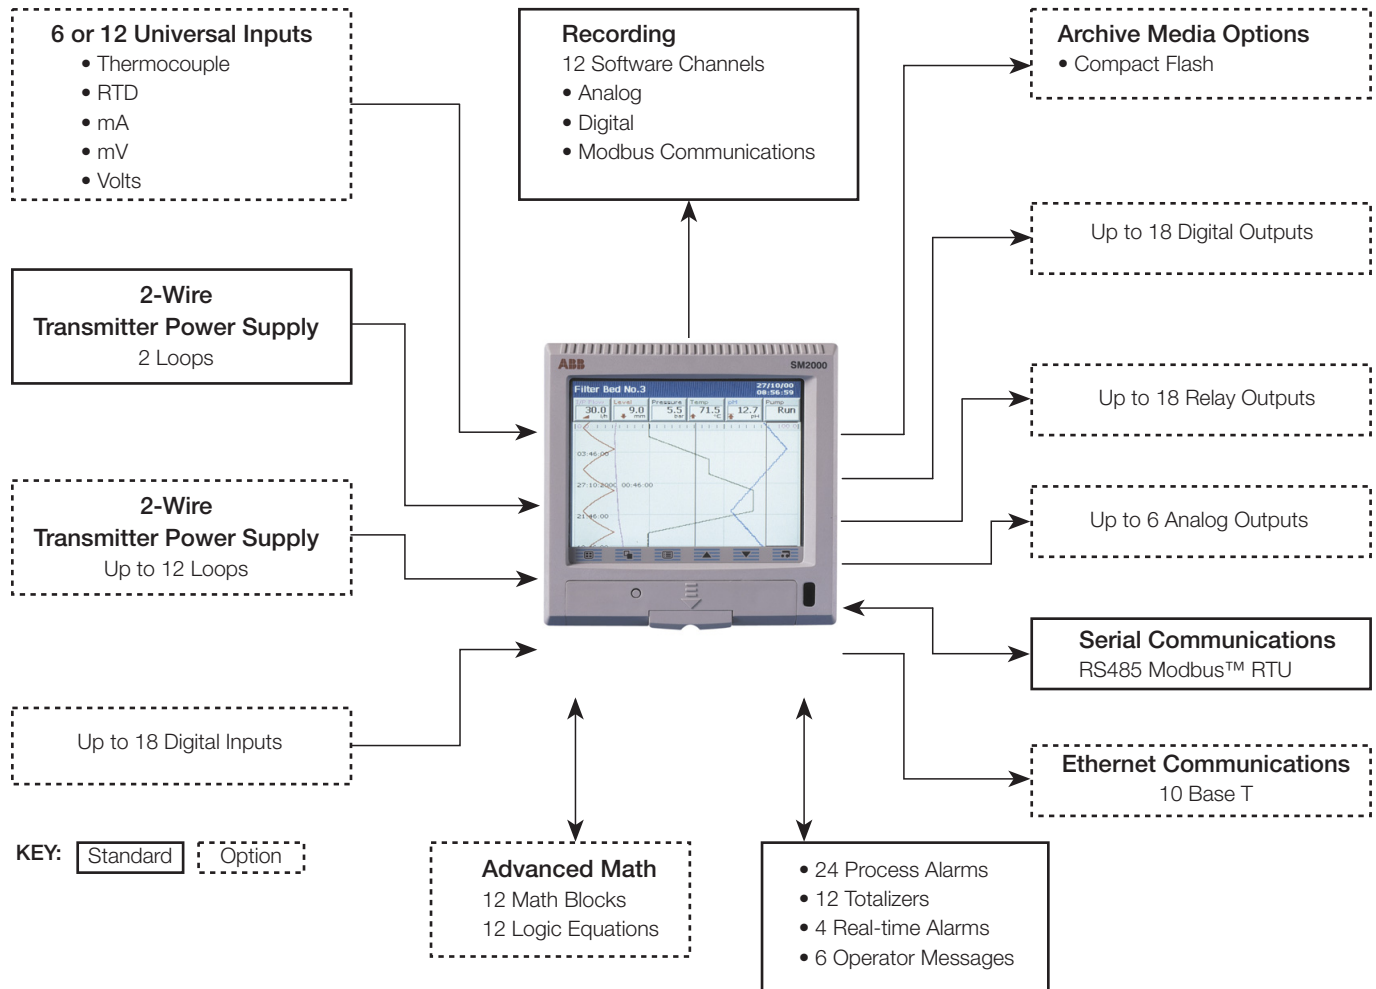 6 or 12 Universal Inputs
• Thermocouple
• RTD
• mA
• mV
• Volts
Recording
12 Software Channels
• Analog
• Digital
• Modbus Communications
Archive Media Options
• Compact Flash
Up to 18 Digital Outputs
2-Wire
Transmitter Power Supply
2 Loops
ABB
SM2000
Filter Bed No.3
27/10/00
08:56:59
Level
Pressure
Temp
pH
Pump
30.0
9.0
mm
5.5
bar
71.5
°C
12.7
pH
Run
03:46:00
27:10:2000 00:46:00
21:46:00
Up to 18 Relay Outputs
2-Wire
Transmitter Power Supply
Up to 12 Loops
Up to 6 Analog Outputs
Serial Communications
RS485 Modbus™ RTU
Up to 18 Digital Inputs
Ethernet Communications
10 Base T
KEY:
Standard
Option
Advanced Math
12 Math Blocks
12 Logic Equations
• 24 Process Alarms
• 12 Totalizers
• 4 Real-time Alarms
• 6 Operator Messages